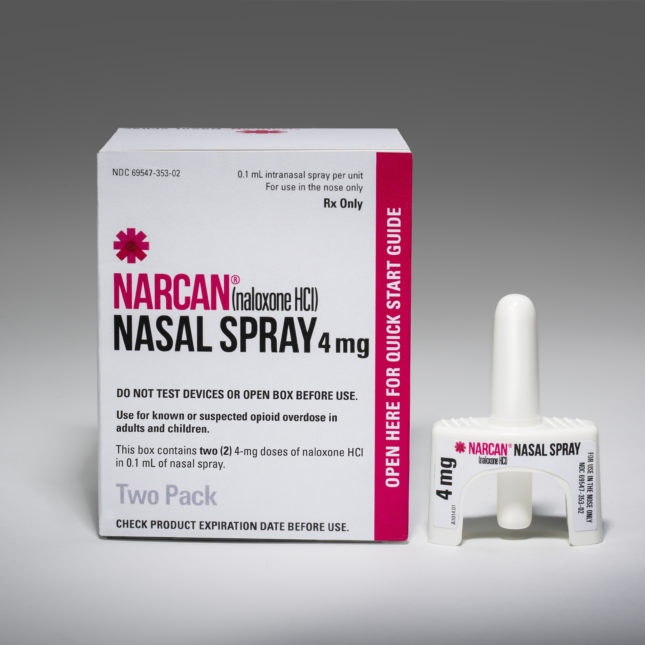 NDC 69547-353-02
0.1 mL intranasal spray per unit
For use in the nose only
Rx Only
NARCAN® (naloxone HCl)
NASAL SPRAY 4 mg
DO NOT TEST DEVICES OR OPEN BOX BEFORE USE.
Use for known or suspected opioid overdose in
adults and children.
This box contains two (2) 4-mg doses of naloxone HCl
in 0.1 mL of nasal spray.
Two Pack
CHECK PRODUCT EXPIRATION DATE BEFORE USE.
OPEN HERE FOR QUICK START GUIDE
NARCAN® NASAL SPRAY
(naloxone HCl)
4 mg
FOR USE IN THE NOSE ONLY
NDC 69547-353-02